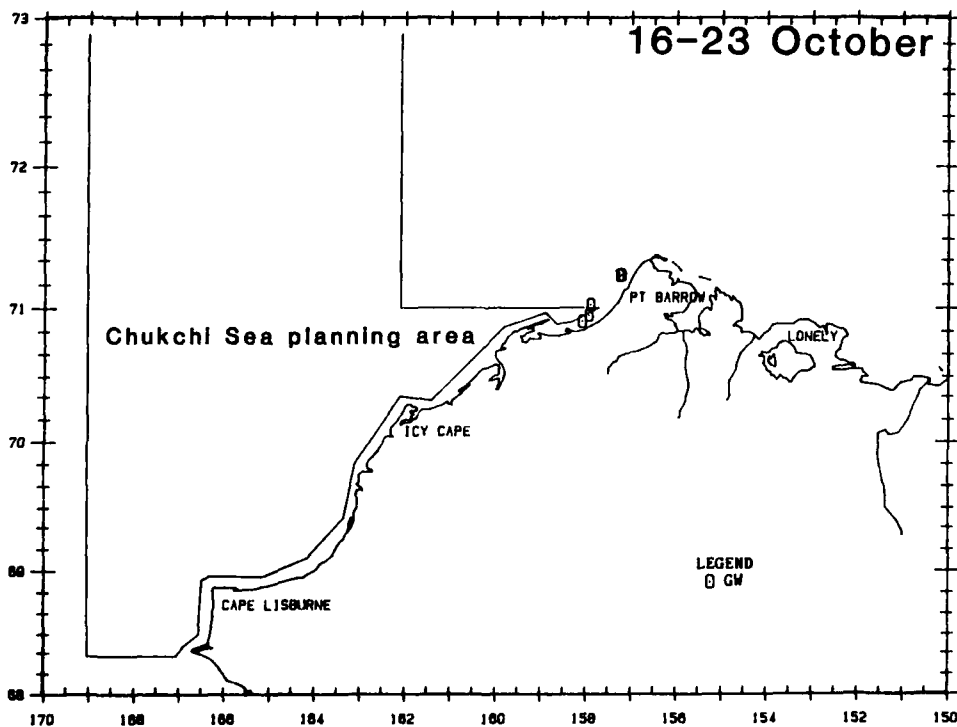 73
16-23 October
72
PT BARROW
71
Chukchi Sea planning area
LONELY
70
ICY CAPE
69
LEGEND
0 GW
CAPE LISBURNE
68
170 168 166 164 162 160 158 156 154 152 150